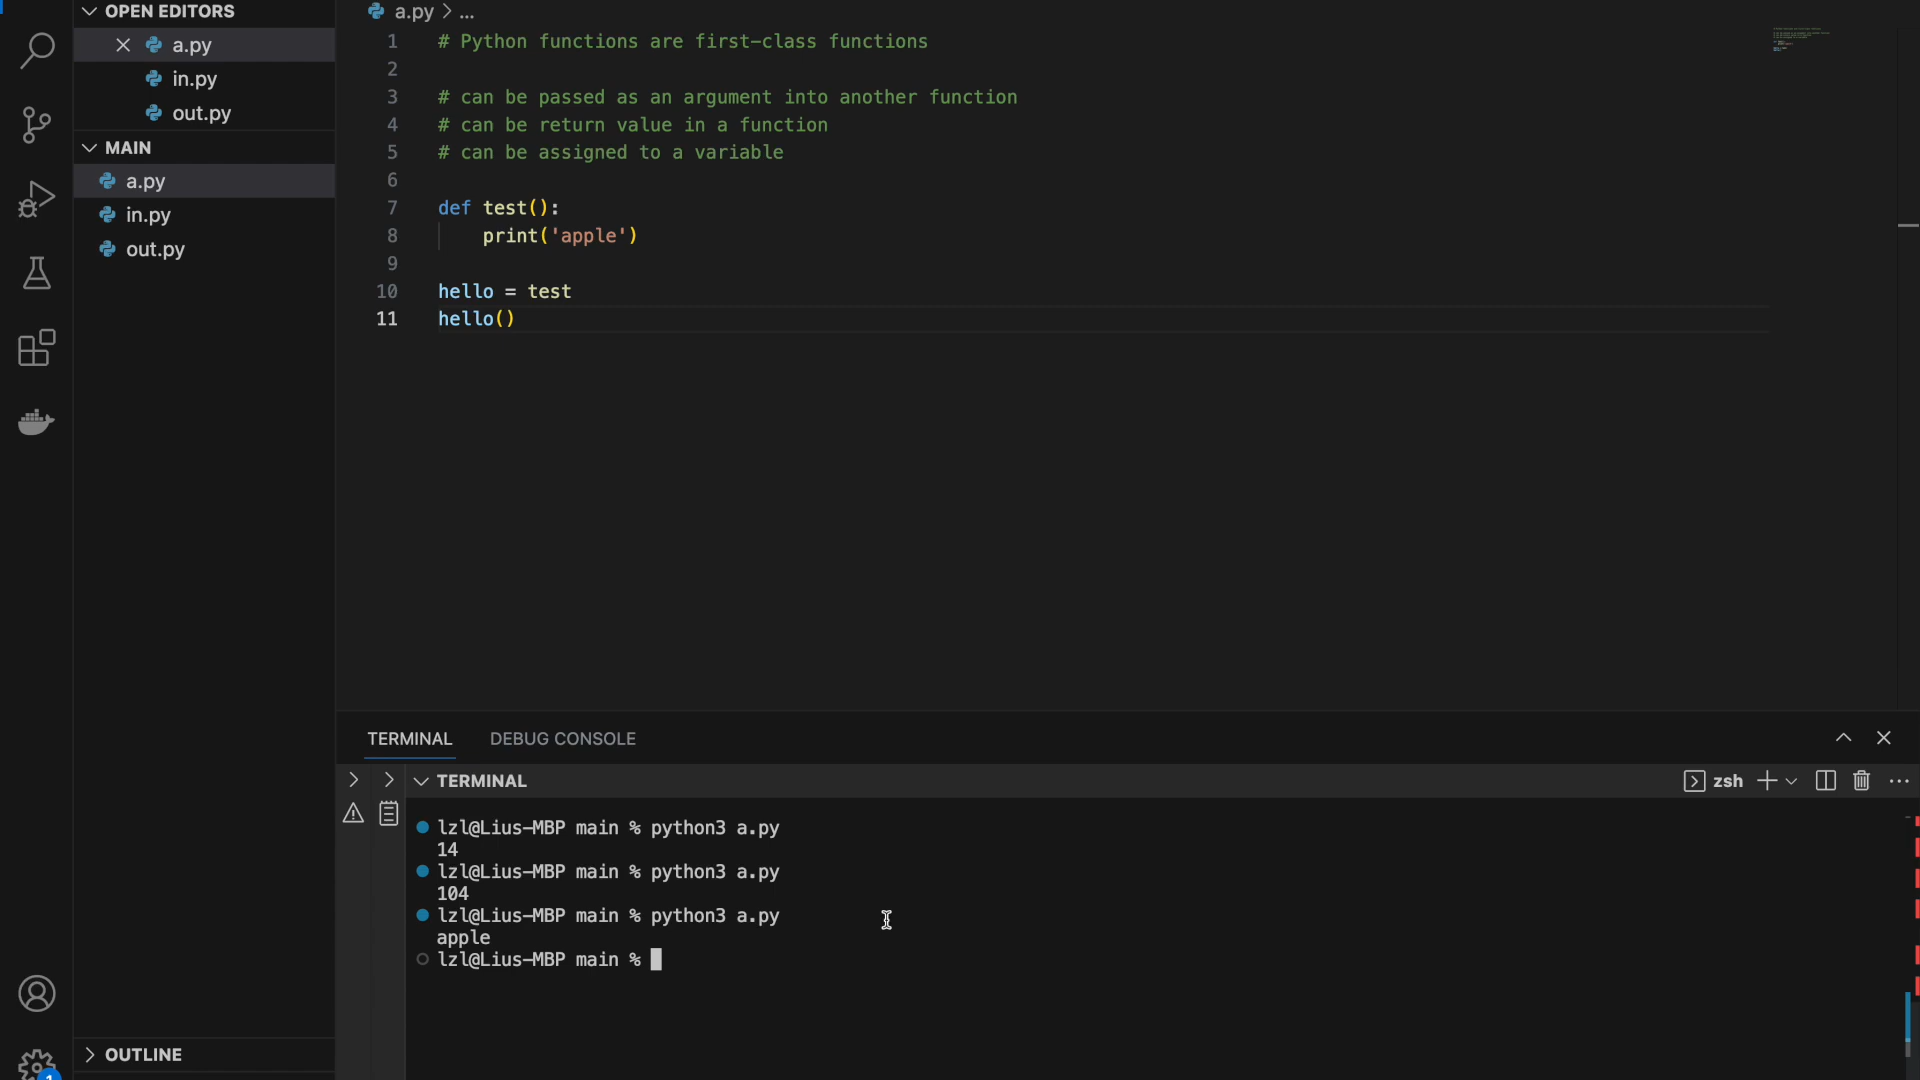 OPEN EDITORS
a.py
in.py
out.py
MAIN
a.py
in.py
out.py
OUTLINE
1
a.py > ...
1 # Python functions are first-class functions
2
3 # can be passed as an argument into another function
4 # can be return value in a function
5 # can be assigned to a variable
6
7 def test():
8     print('apple')
9
10 hello = test
11 hello()
TERMINAL DEBUG CONSOLE
TERMINAL
zsh
lzl@Lius-MBP main % python3 a.py
14
lzl@Lius-MBP main % python3 a.py
104
lzl@Lius-MBP main % python3 a.py
apple
lzl@Lius-MBP main %